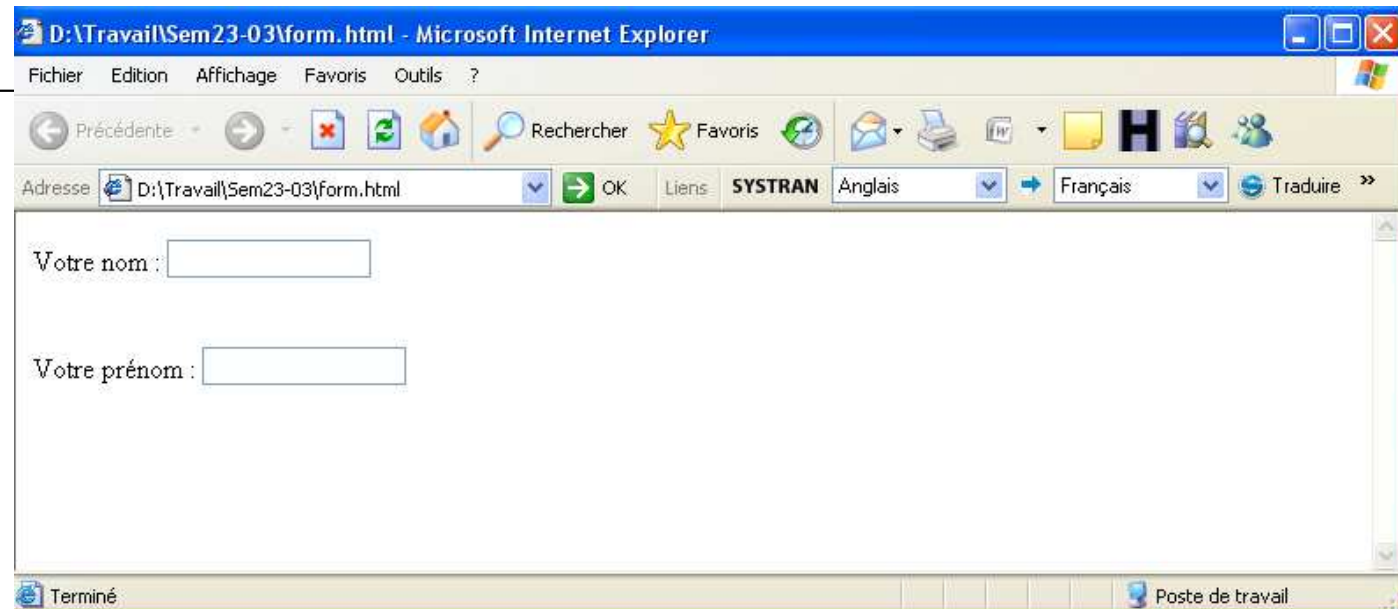 D:\Travail\Sem23-03\form.html - Microsoft Internet Explorer
Fichier Edition Affichage Favoris Outils ?
Précédente Rechercher Favoris
Adresse D:\Travail\Sem23-03\form.html OK Liens SYSTRAN Anglais Français Traduire »
Votre nom :
Votre prénom :
Terminé Poste de travail